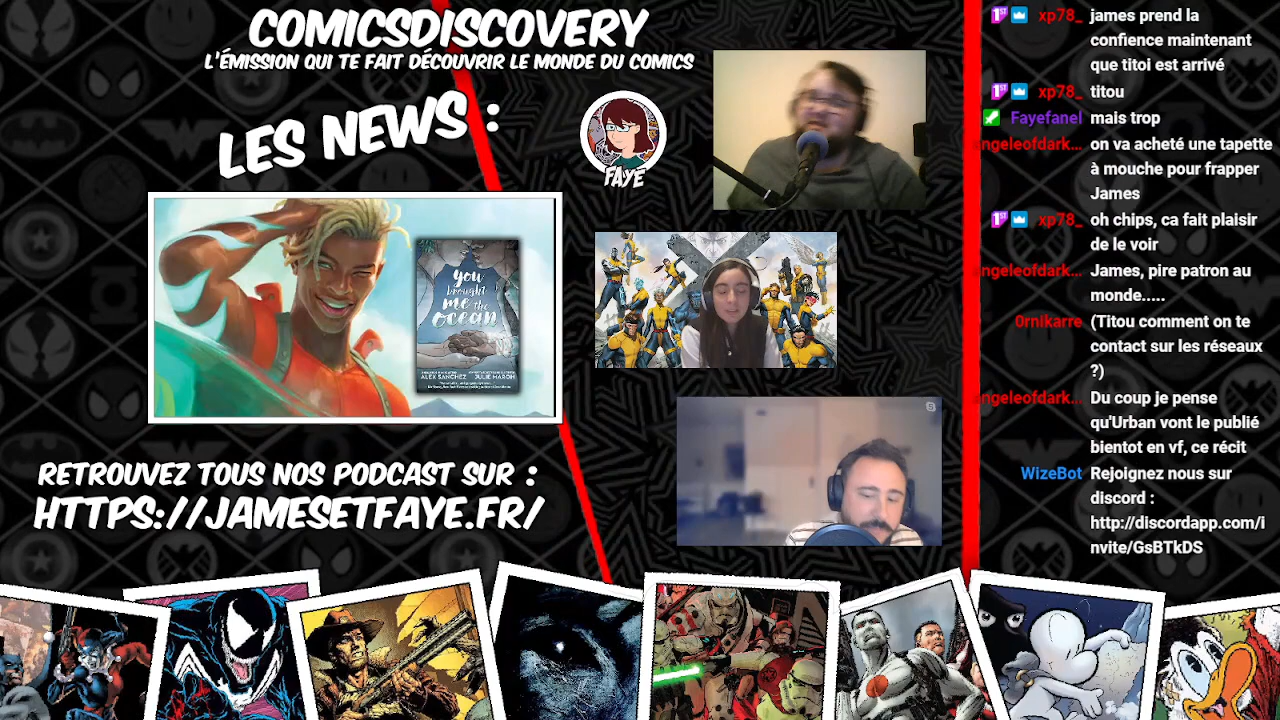 COMICSDISCOVERY
L'ÉMISSION QUI TE FAIT DÉCOUVRIR LE MONDE DU COMICS
LES NEWS :
FAYE
you
brought
me the
ocean
ALEX SANCHEZ JULIE MAROH
RETROUVEZ TOUS NOS PODCAST SUR :
HTTPS://JAMESETFAYE.FR/
xp78_ james prend la
confience maintenant
que titoi est arrivé
xp78_ titou
Fayefanel mais trop
ngeleofdark... on va acheté une tapette
à mouche pour frapper
James
xp78_ oh chips, ca fait plaisir
de le voir
ngeleofdark... James, pire patron au
monde.....
0rnikarre (Titou comment on te
contact sur les réseaux
?)
ngeleofdark... Du coup je pense
qu'Urban vont le publié
bientot en vf, ce récit
WizeBot Rejoignez nous sur
discord :
http://discordapp.com/i
nvite/GsBTkDS